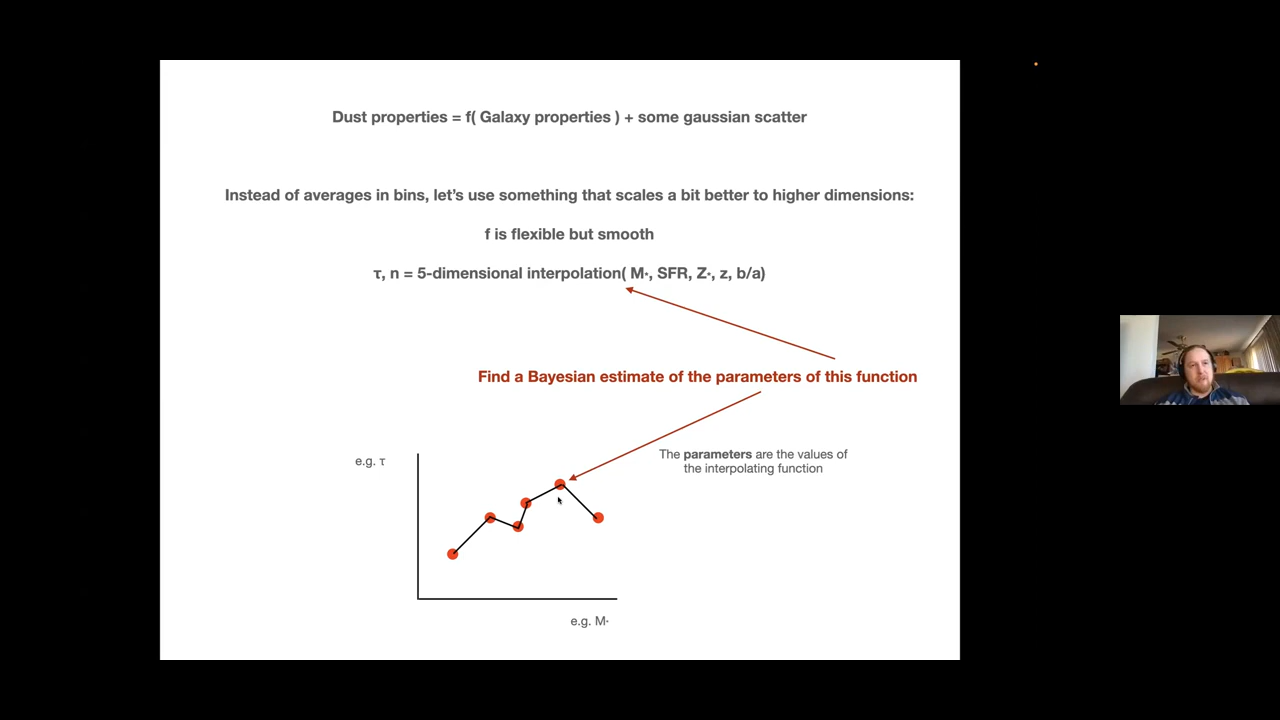 Dust properties = f( Galaxy properties ) + some gaussian scatter
Instead of averages in bins, let's use something that scales a bit better to higher dimensions:
f is flexible but smooth
τ, n = 5-dimensional interpolation( M*, SFR, Z*, z, b/a)
Find a Bayesian estimate of the parameters of this function
The parameters are the values of
the interpolating function
e.g. τ
e.g. M*